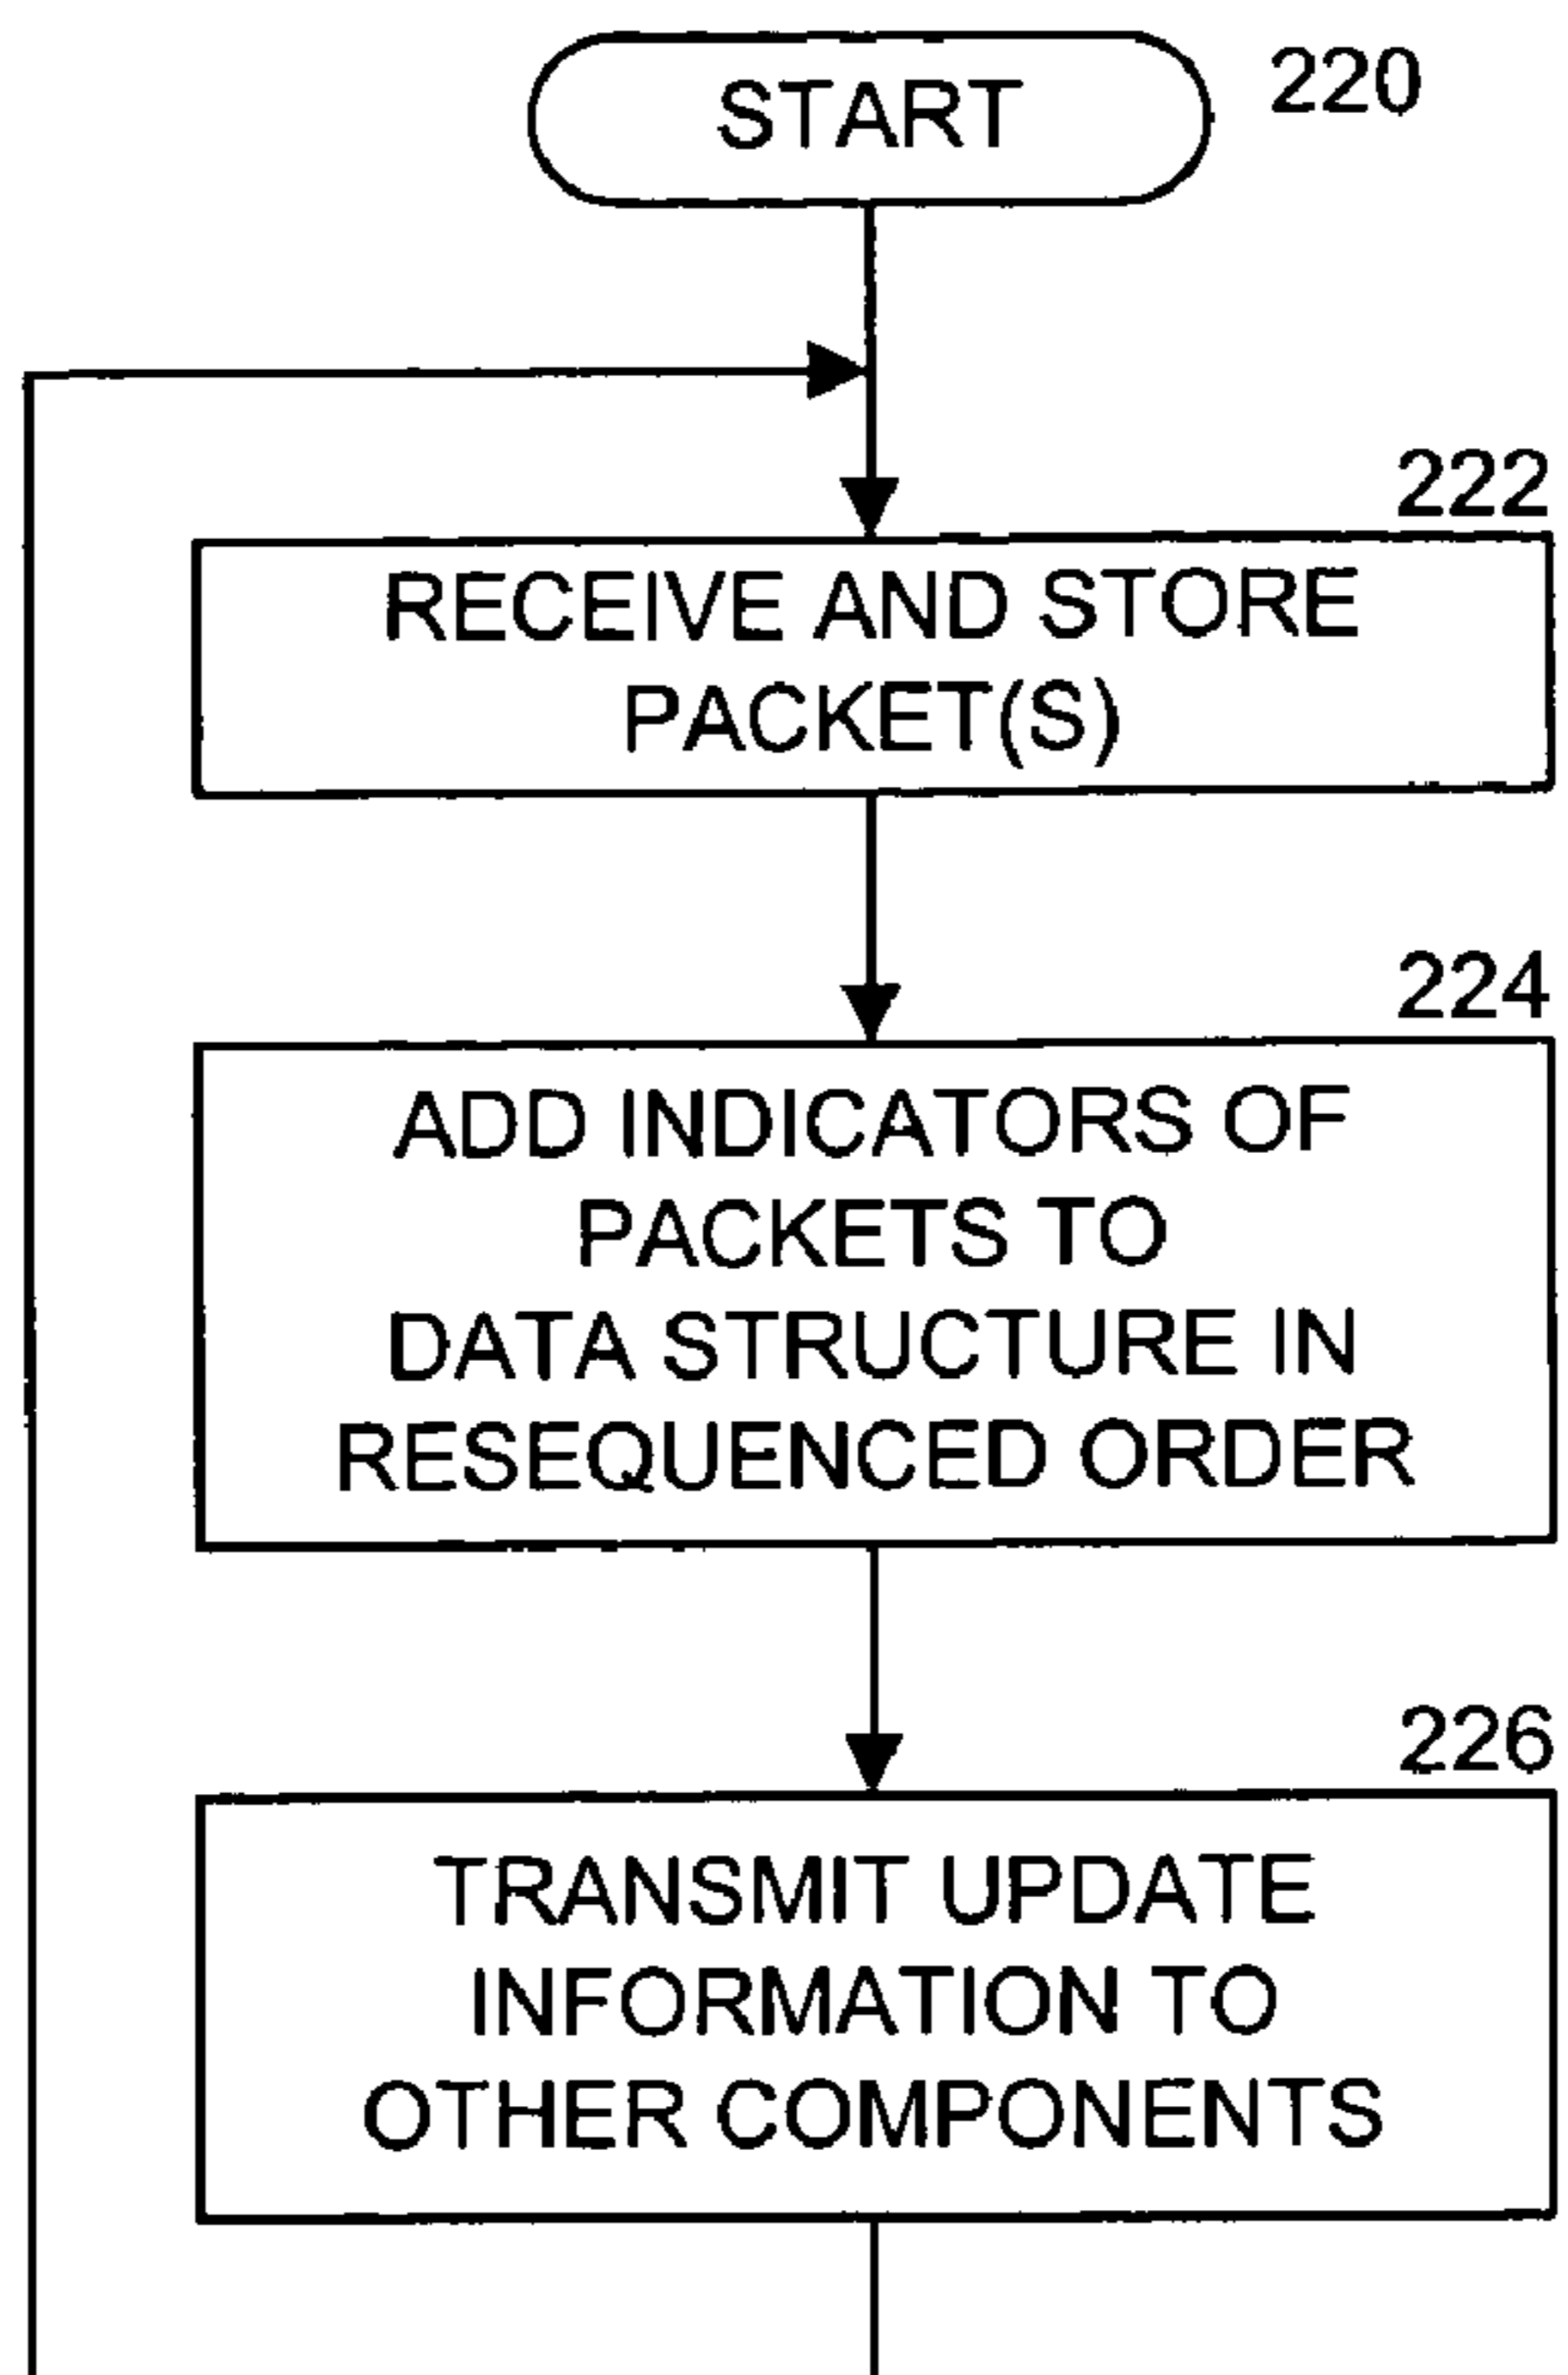 START
220
222
RECEIVE AND STORE
PACKET(S)
224
ADD INDICATORS OF
PACKETS TO
DATA STRUCTURE IN
RESEQUENCED ORDER
226
TRANSMIT UPDATE
INFORMATION TO
OTHER COMPONENTS